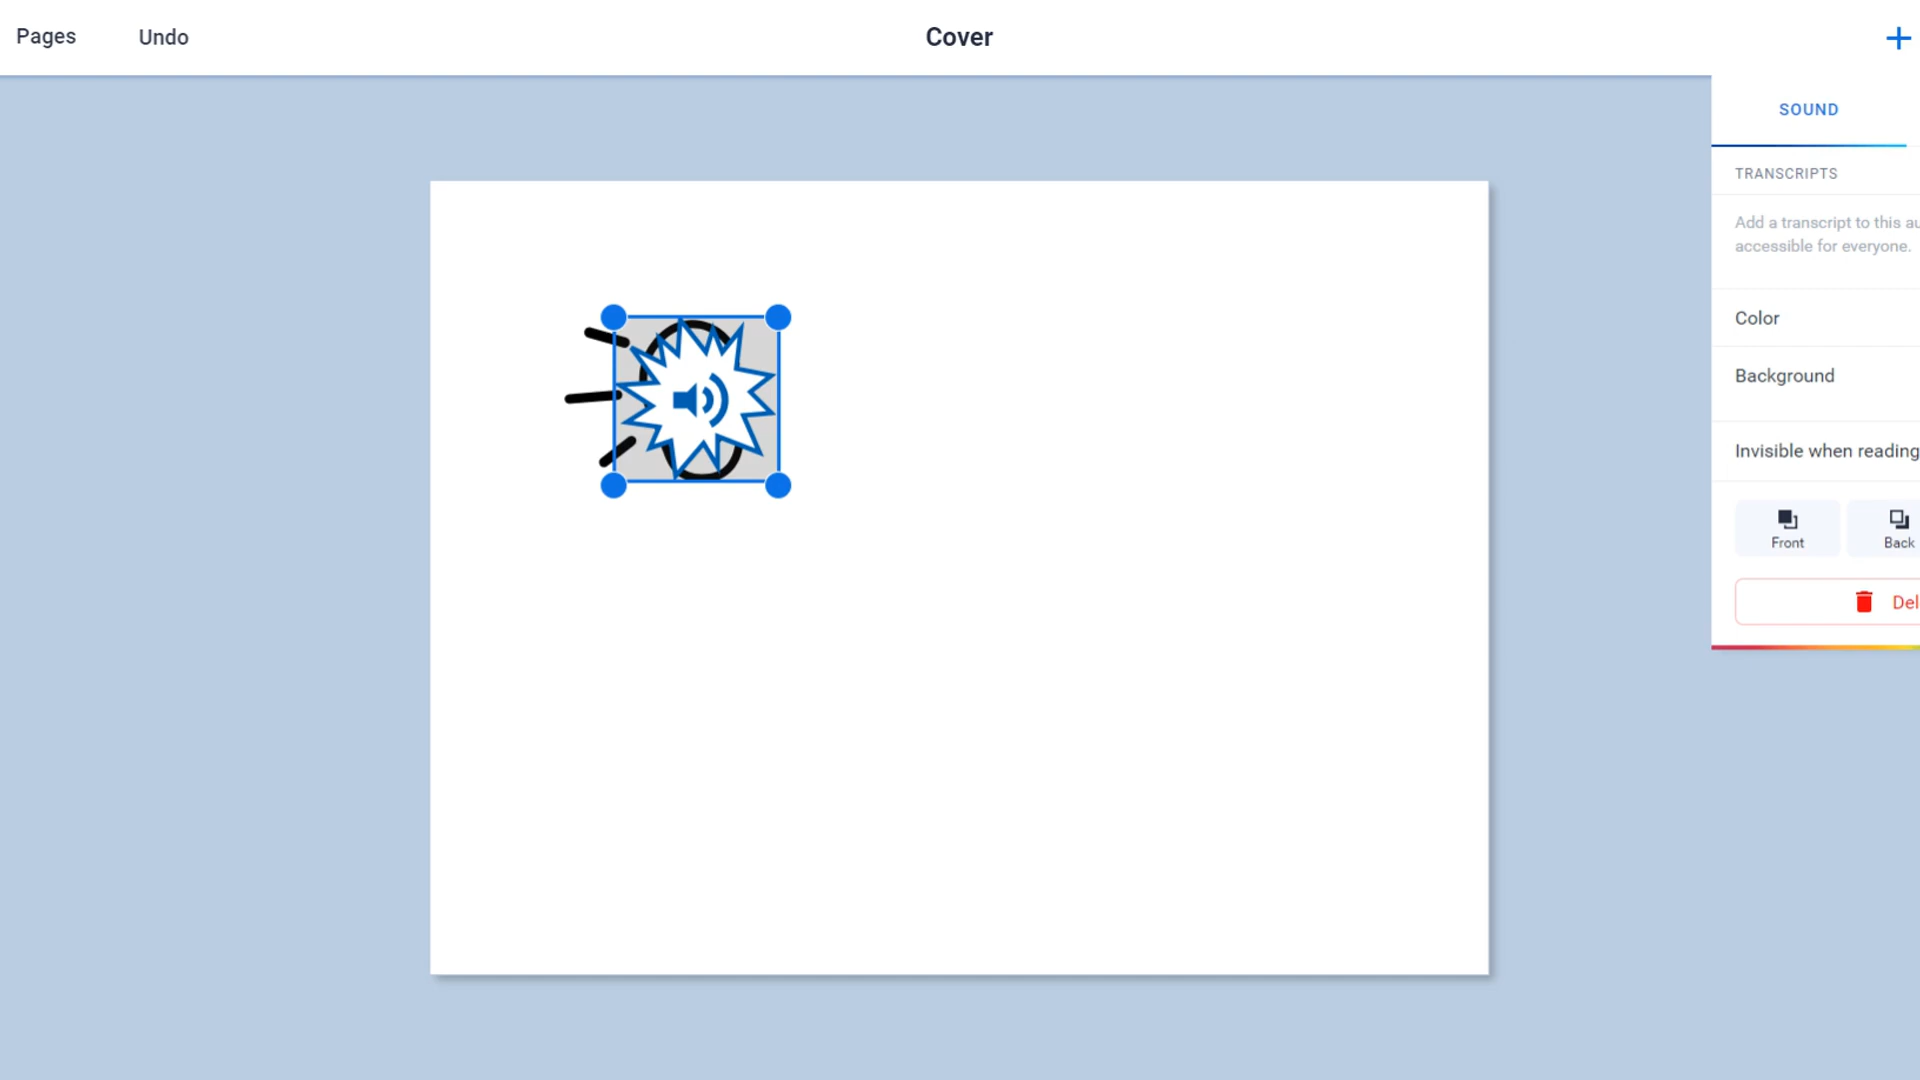 Pages
Undo
Cover
SOUND
TRANSCRIPTS
Add a transcript to this au
accessible for everyone.
Color
Background
Invisible when reading
Front
Back
Del